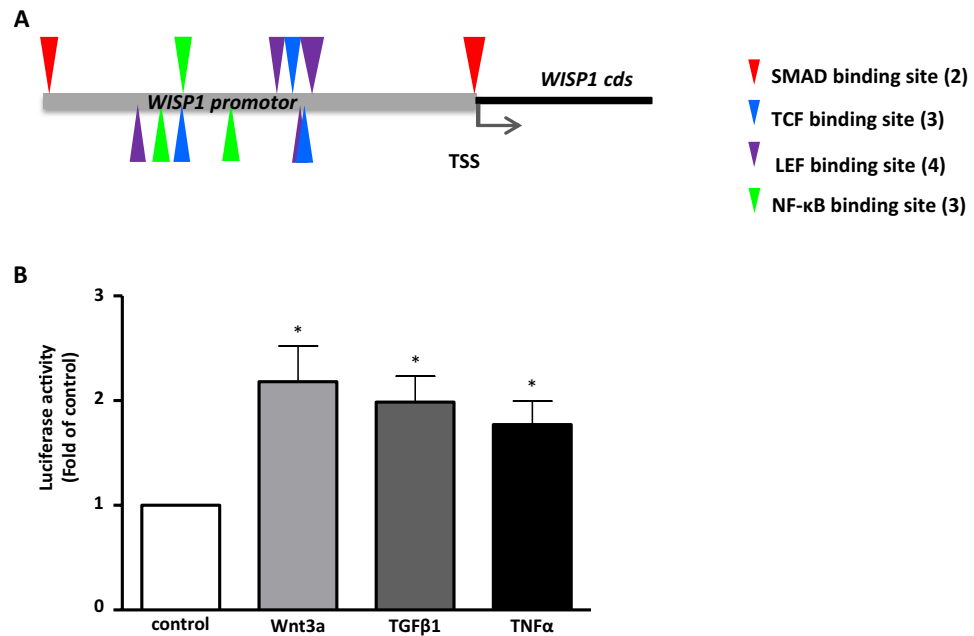 A
WISP1 promotor
WISP1 cds
TSS
SMAD binding site (2)
TCF binding site (3)
LEF binding site (4)
NF-κB binding site (3)
B
Luciferase activity
(Fold of control)
3
2
1
0
*
*
*
control
Wnt3a
TGFβ1
TNFα